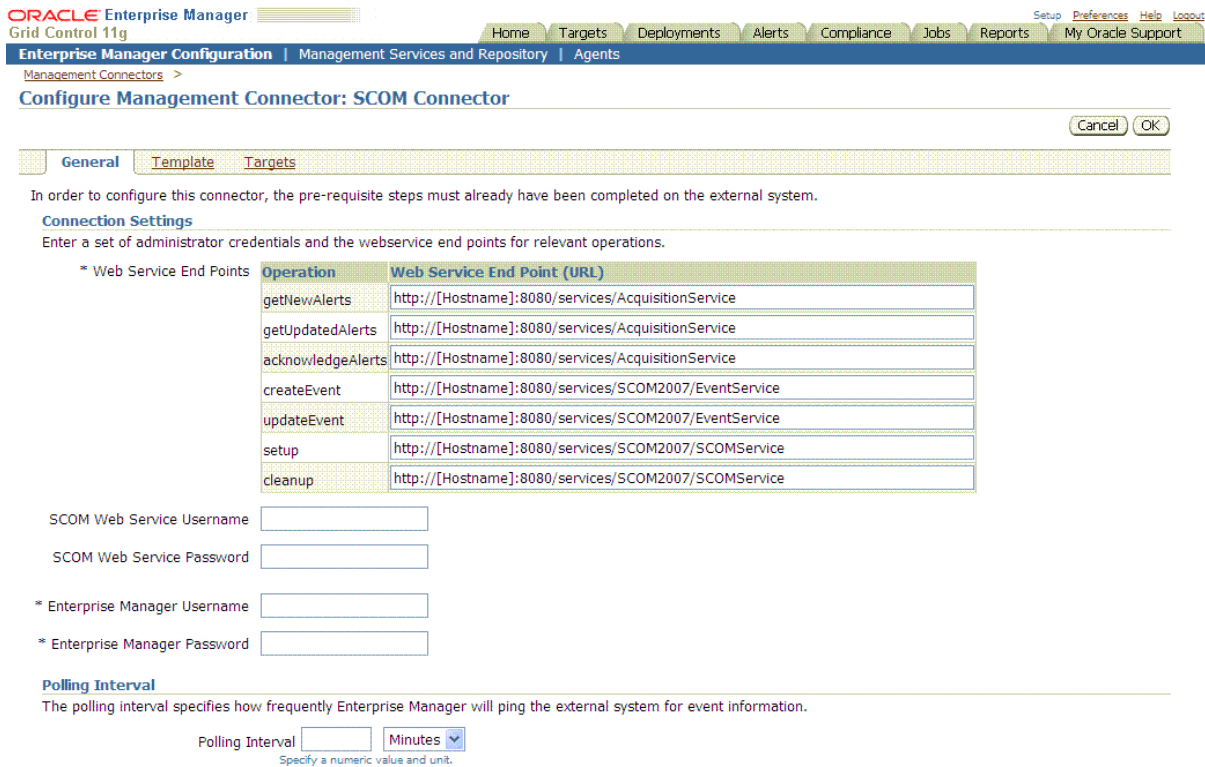 ORACLE Enterprise Manager
Grid Control 11g
Setup Preferences Help Logout
Home Targets Deployments Alerts Compliance Jobs Reports My Oracle Support
Enterprise Manager Configuration | Management Services and Repository | Agents
Management Connectors >
Configure Management Connector: SCOM Connector
Cancel OK
General Template Targets
In order to configure this connector, the pre-requisite steps must already have been completed on the external system.
Connection Settings
Enter a set of administrator credentials and the webservice end points for relevant operations.
* Web Service End Points Operation Web Service End Point (URL)
getNewAlerts http://[Hostname]:8080/services/AcquisitionService
getUpdatedAlerts http://[Hostname]:8080/services/AcquisitionService
acknowledgeAlerts http://[Hostname]:8080/services/AcquisitionService
createEvent http://[Hostname]:8080/services/SCOM2007/EventService
updateEvent http://[Hostname]:8080/services/SCOM2007/EventService
setup http://[Hostname]:8080/services/SCOM2007/SCOMService
cleanup http://[Hostname]:8080/services/SCOM2007/SCOMService
SCOM Web Service Username
SCOM Web Service Password
* Enterprise Manager Username
* Enterprise Manager Password
Polling Interval
The polling interval specifies how frequently Enterprise Manager will ping the external system for event information.
Polling Interval Minutes
Specify a numeric value and unit.